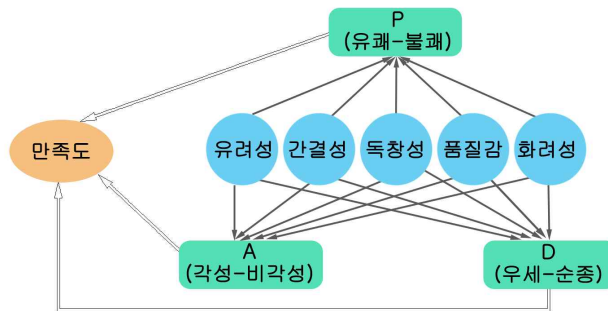 P
(유쾌-불쾌)
만족도
유려성
간결성
독창성
품질감
화려성
A
(각성-비각성)
D
(우세-순종)